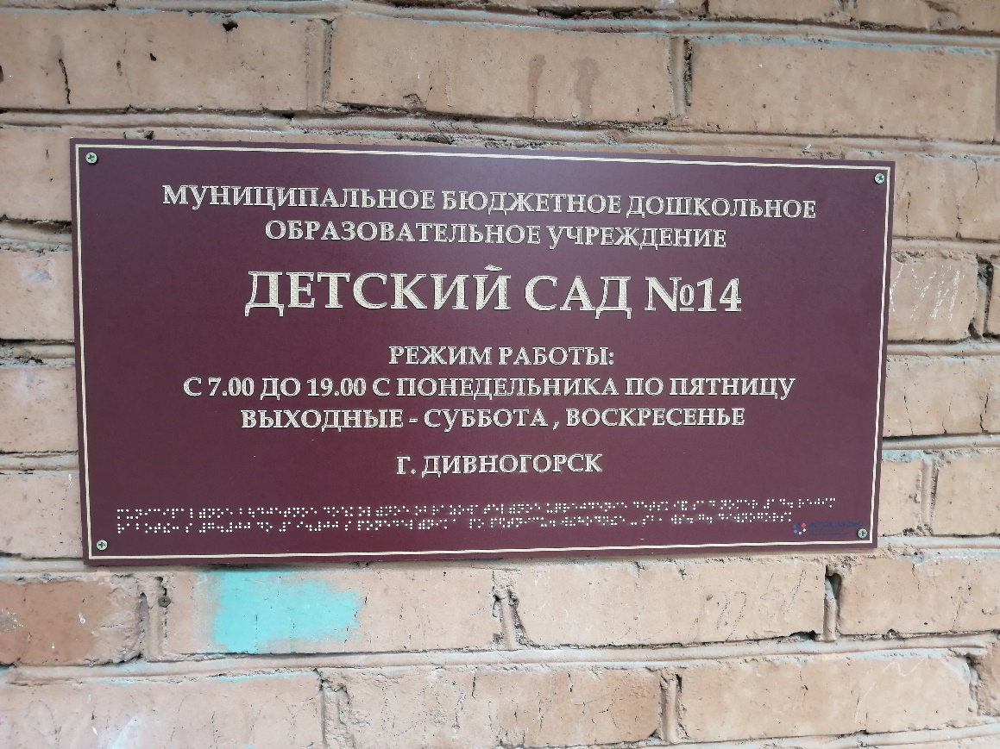 МУНИЦИПАЛЬНОЕ БЮДЖЕТНОЕ ДОШКОЛЬНОЕ
ОБРАЗОВАТЕЛЬНОЕ УЧРЕЖДЕНИЕ
ДЕТСКИЙ САД №14
РЕЖИМ РАБОТЫ:
С 7.00 ДО 19.00 С ПОНЕДЕЛЬНИКА ПО ПЯТНИЦУ
ВЫХОДНЫЕ - СУББОТА , ВОСКРЕСЕНЬЕ
Г. ДИВНОГОРСК